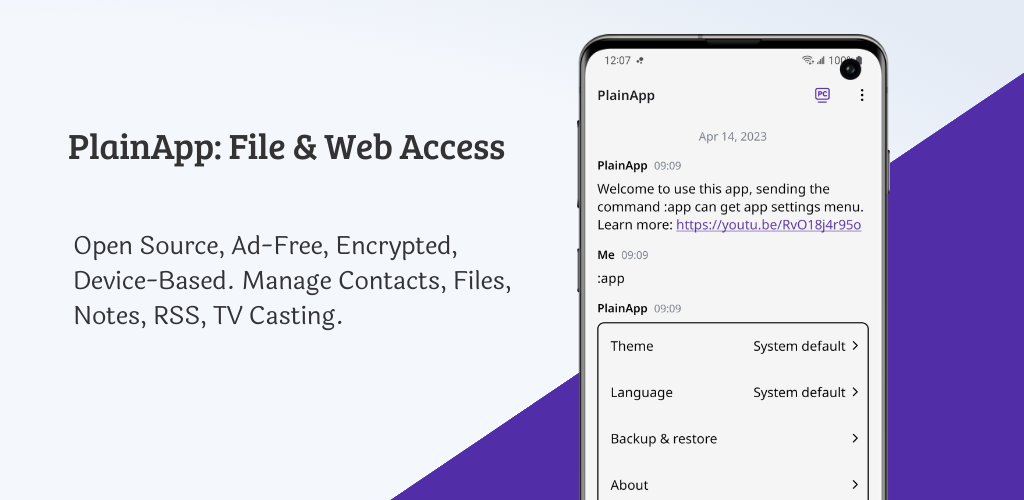 PlainApp: File & Web Access
Open Source, Ad-Free, Encrypted,
Device-Based. Manage Contacts, Files,
Notes, RSS, TV Casting.
12:07
100%
PlainApp
PC
Apr 14, 2023
PlainApp 09:09
Welcome to use this app, sending the
command :app can get app settings menu.
Learn more: https://youtu.be/RvO18j4r95o
Me 09:09
:app
PlainApp 09:09
Theme System default
Language System default
Backup & restore
About